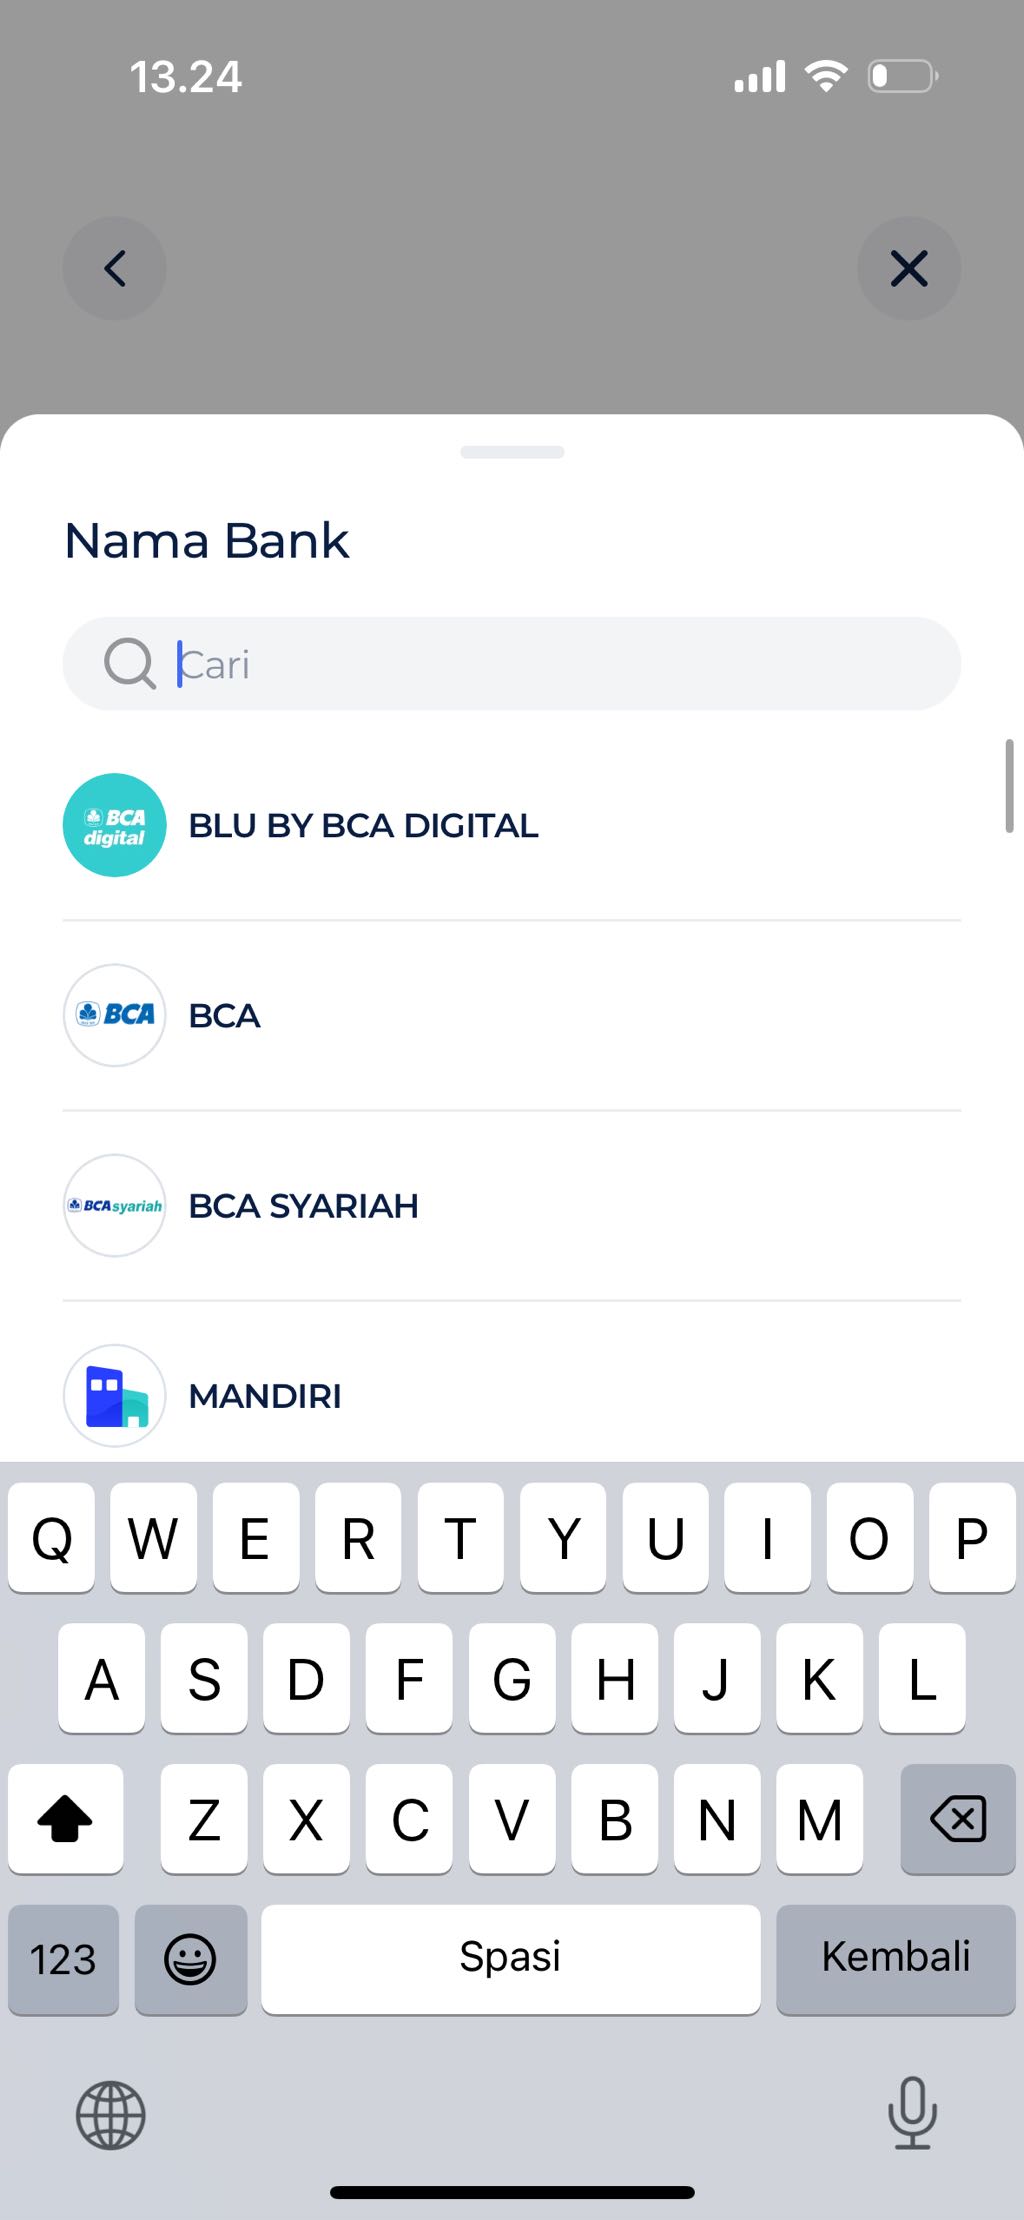 13.24
Nama Bank
Cari
BCA
digital
BLU BY BCA DIGITAL
BCA
BCA
BCA syariah
BCA SYARIAH
MANDIRI
Q W E R T Y U I O P
A S D F G H J K L
Z X C V B N M
123 Spasi Kembali